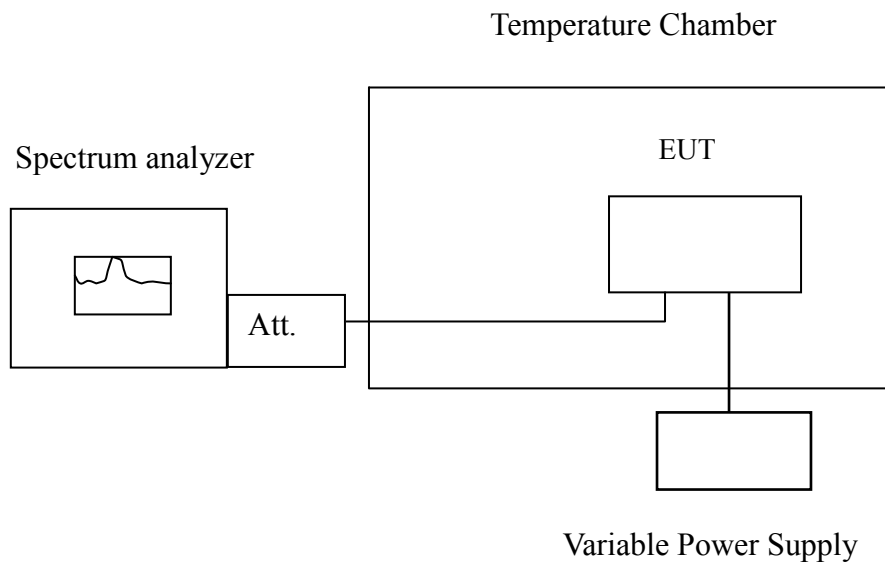 Temperature Chamber
Spectrum analyzer
EUT
Att.
Variable Power Supply